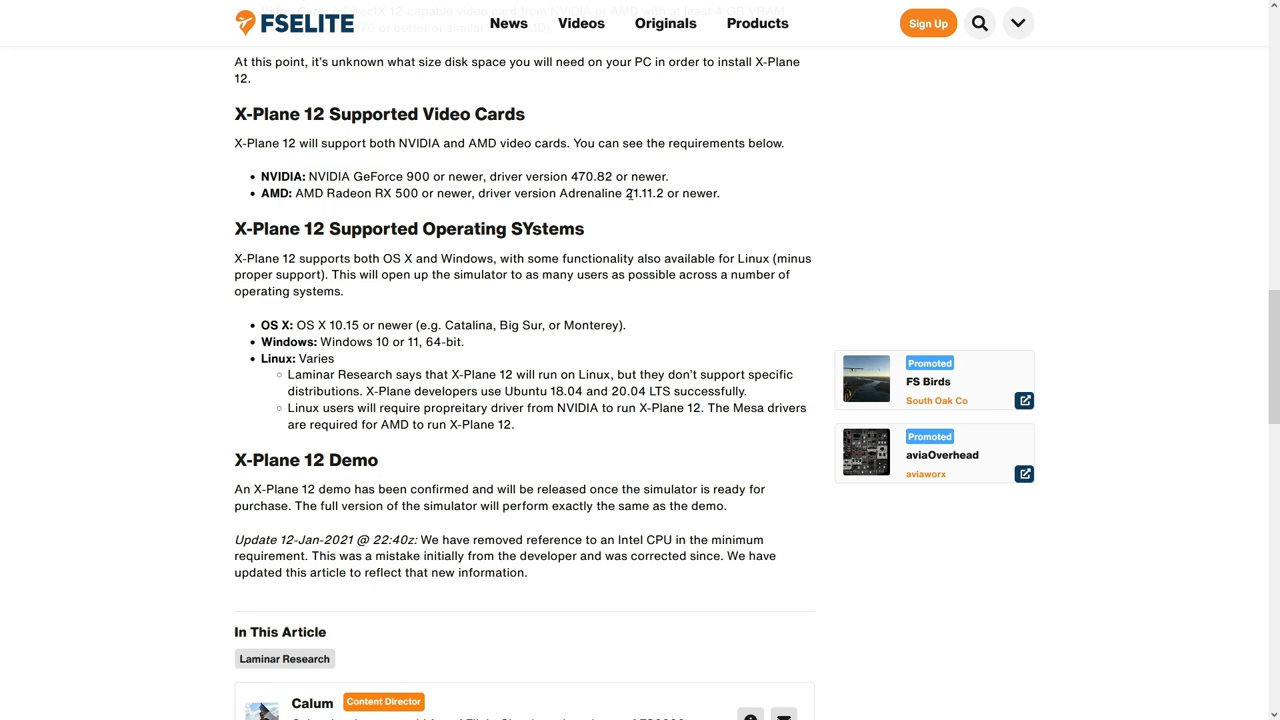 FSELITE
News Videos Originals Products
Sign Up
At this point, it's unknown what size disk space you will need on your PC in order to install X-Plane
12.
X-Plane 12 Supported Video Cards
X-Plane 12 will support both NVIDIA and AMD video cards. You can see the requirements below.
• NVIDIA: NVIDIA GeForce 900 or newer, driver version 470.82 or newer.
• AMD: AMD Radeon RX 500 or newer, driver version Adrenaline 21.11.2 or newer.
X-Plane 12 Supported Operating SYstems
X-Plane 12 supports both OS X and Windows, with some functionality also available for Linux (minus
proper support). This will open up the simulator to as many users as possible across a number of
operating systems.
• OS X: OS X 10.15 or newer (e.g. Catalina, Big Sur, or Monterey).
• Windows: Windows 10 or 11, 64-bit.
• Linux: Varies
○ Laminar Research says that X-Plane 12 will run on Linux, but they don't support specific
distributions. X-Plane developers use Ubuntu 18.04 and 20.04 LTS successfully.
○ Linux users will require propreitary driver from NVIDIA to run X-Plane 12. The Mesa drivers
are required for AMD to run X-Plane 12.
X-Plane 12 Demo
An X-Plane 12 demo has been confirmed and will be released once the simulator is ready for
purchase. The full version of the simulator will perform exactly the same as the demo.
Update 12-Jan-2021 @ 22:40z: We have removed reference to an Intel CPU in the minimum
requirement. This was a mistake initially from the developer and was corrected since. We have
updated this article to reflect that new information.
In This Article
Laminar Research
Calum Content Director
Promoted
FS Birds
South Oak Co
Promoted
aviaOverhead
aviaworx